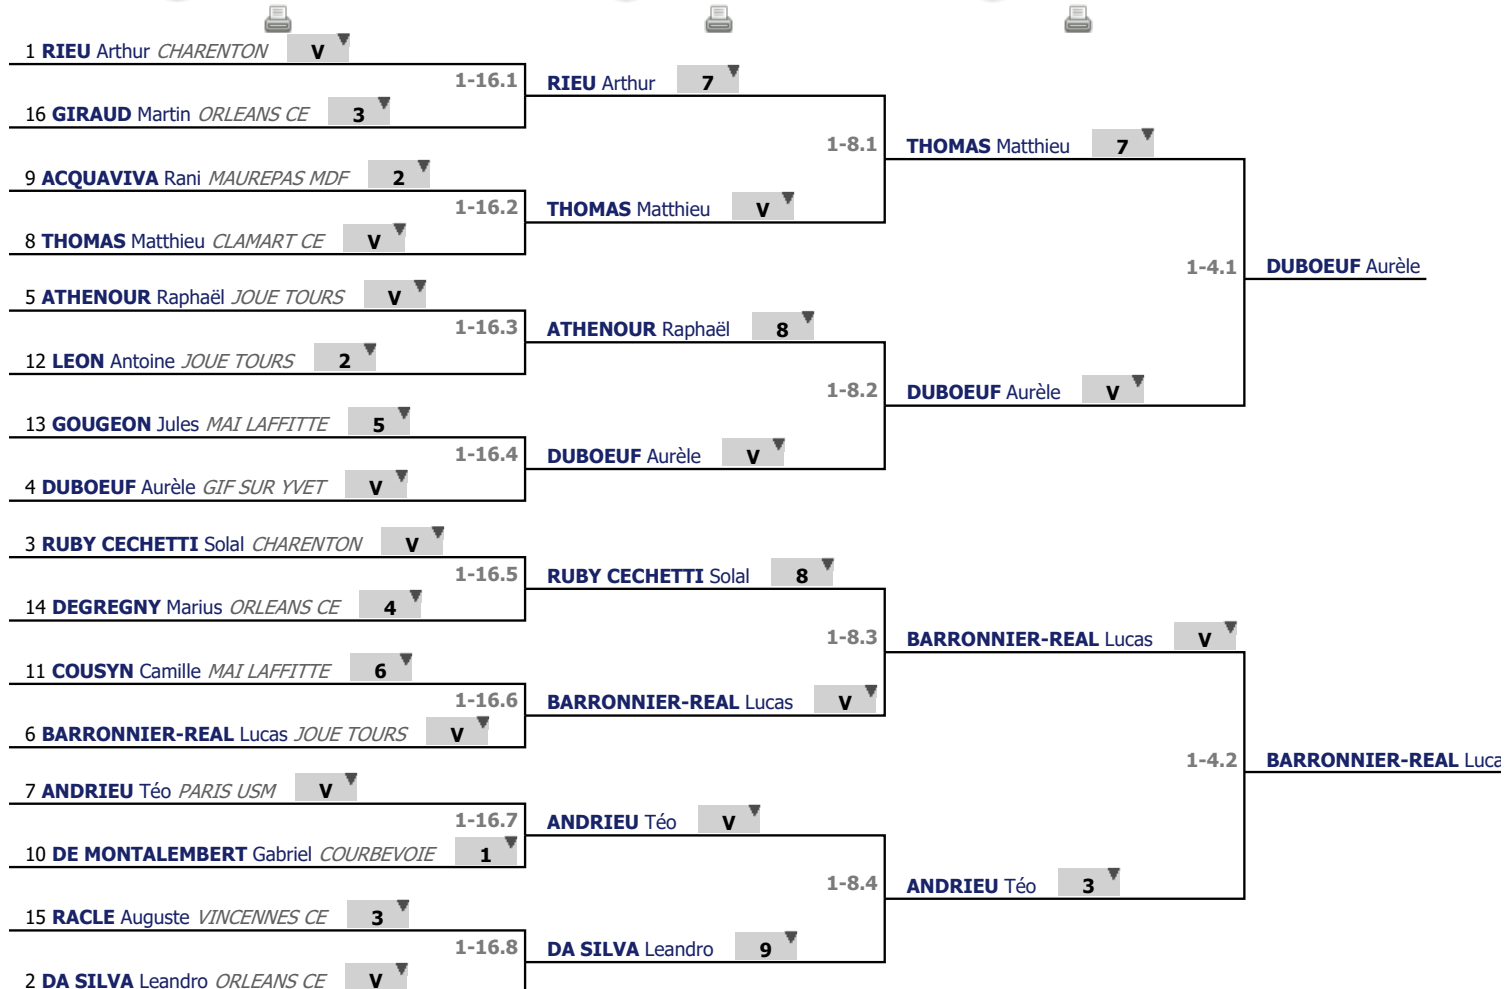 1 RIEU Arthur CHARENTON V
1-16.1
16 GIRAUD Martin ORLEANS CE 3
9 ACQUAVIVA Rani MAUREPAS MDF 2
1-16.2
8 THOMAS Matthieu CLAMART CE V
5 ATHENOUR Raphaël JOUE TOURS V
1-16.3
12 LEON Antoine JOUE TOURS 2
13 GOUGEON Jules MAI LAFFITTE 5
1-16.4
4 DUBOEUF Aurèle GIF SUR YVET V
3 RUBY CECHETTI Solal CHARENTON V
1-16.5
14 DEGREGNY Marius ORLEANS CE 4
11 COUSYN Camille MAI LAFFITTE 6
1-16.6
6 BARRONNIER-REAL Lucas JOUE TOURS V
7 ANDRIEU Téo PARIS USM V
1-16.7
10 DE MONTALEMBERT Gabriel COURBEVOIE 1
15 RACLE Auguste VINCENNES CE 3
1-16.8
2 DA SILVA Leandro ORLEANS CE V
RIEU Arthur 7
1-8.1
THOMAS Matthieu V
ATHENOUR Raphaël 8
1-8.2
DUBOEUF Aurèle V
RUBY CECHETTI Solal 8
1-8.3
BARRONNIER-REAL Lucas V
ANDRIEU Téo V
1-8.4
DA SILVA Leandro 9
THOMAS Matthieu 7
1-4.1
DUBOEUF Aurèle V
BARRONNIER-REAL Lucas V
1-4.2
ANDRIEU Téo 3
DUBOEUF Aurèle
BARRONNIER-REAL Luca